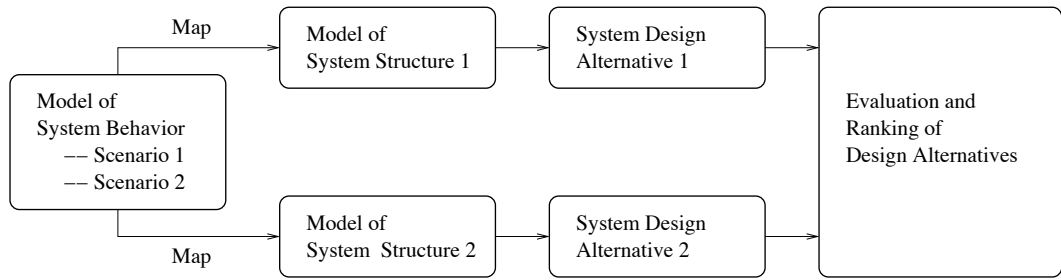 Map
Model of
System Structure 1
System Design
Alternative 1
Model of
System Behavior
-- Scenario 1
-- Scenario 2
Evaluation and
Ranking of
Design Alternatives
Map
Model of
System Structure 2
System Design
Alternative 2